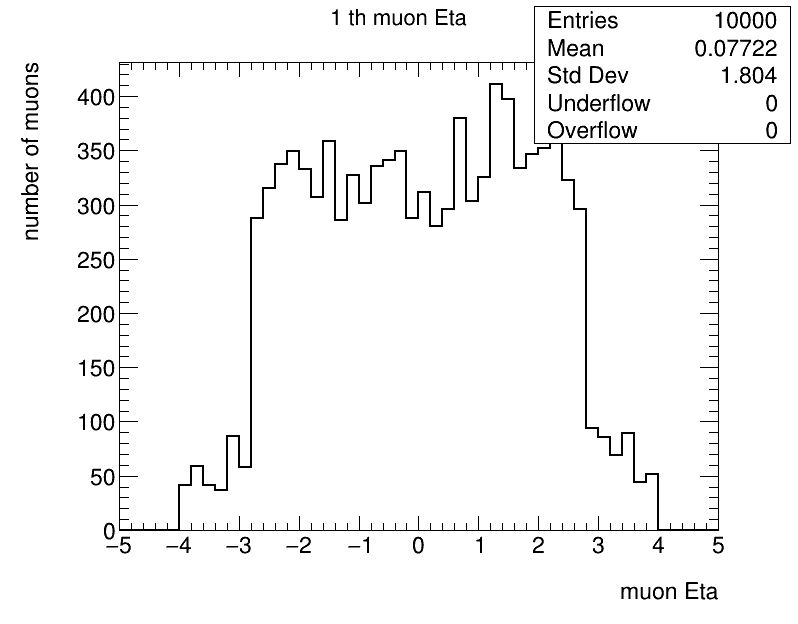 1 th muon Eta
Entries 10000
Mean 0.07722
Std Dev 1.804
Underflow 0
Overflow 0
number of muons
400
350
300
250
200
150
100
50
0
−5 −4 −3 −2 −1 0 1 2 3 4 5
muon Eta